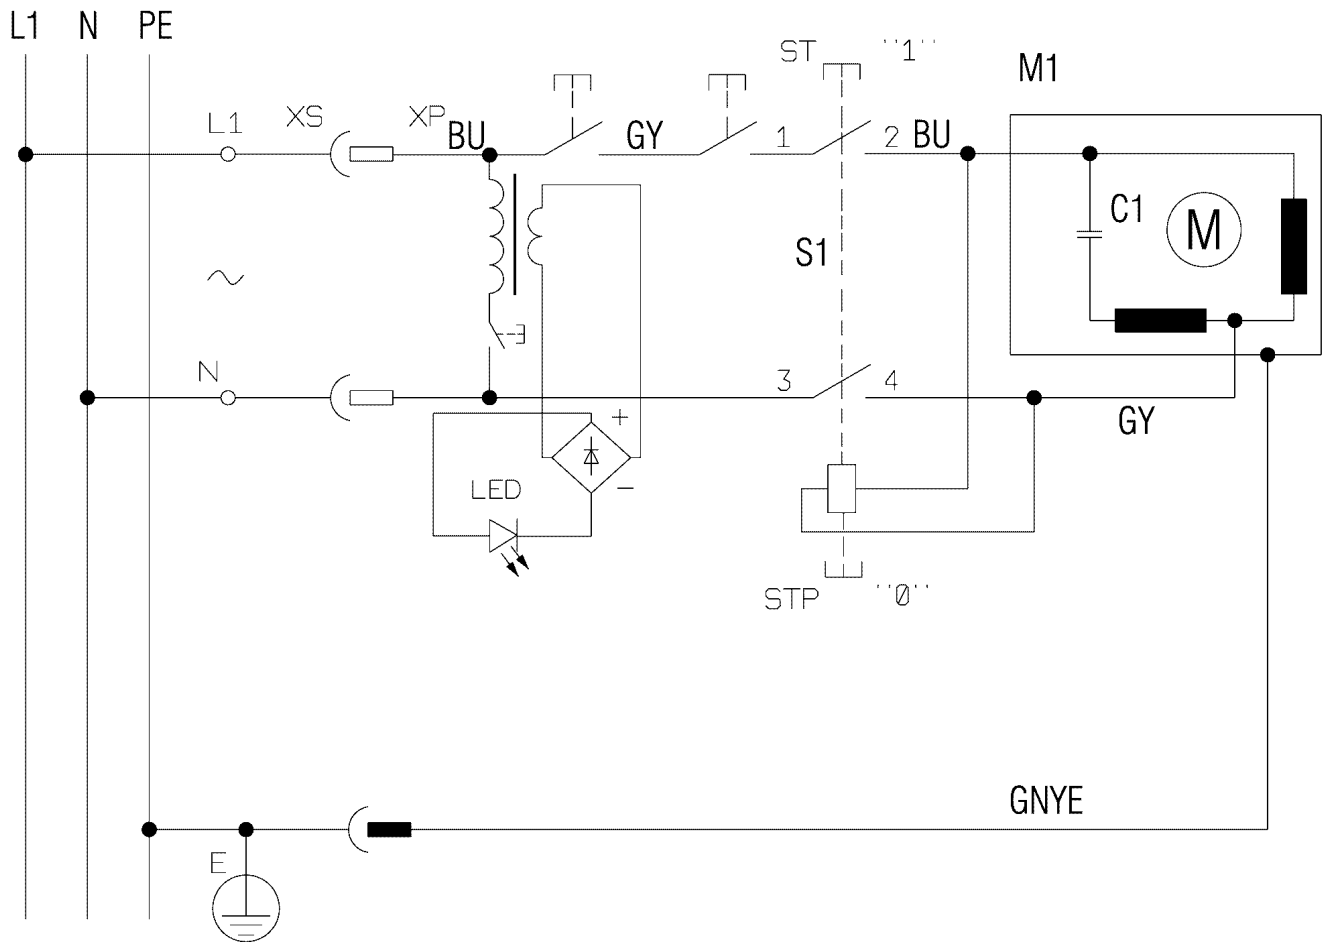 L1 N PE
ST "1"
M1
L1 XS XP BU GY 1 2 BU
C1 M
S1
~
N 3 4
GY
+
LED −
STP "0"
GNYE
E